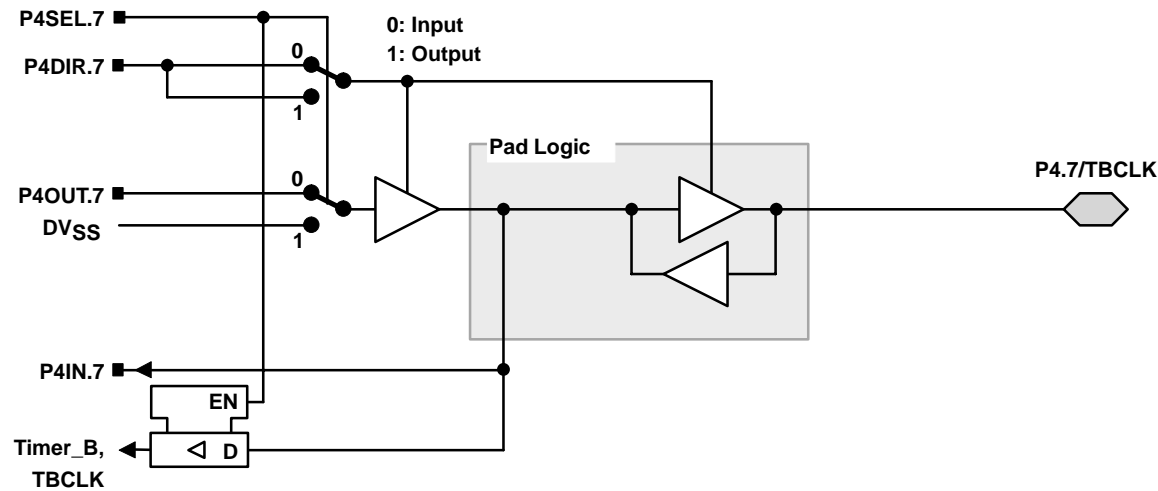 P4SEL.7
0: Input
1: Output
P4DIR.7
0
1
Pad Logic
P4.7/TBCLK
P4OUT.7
0
DVSS
1
P4IN.7
EN
Timer_B,
TBCLK
D